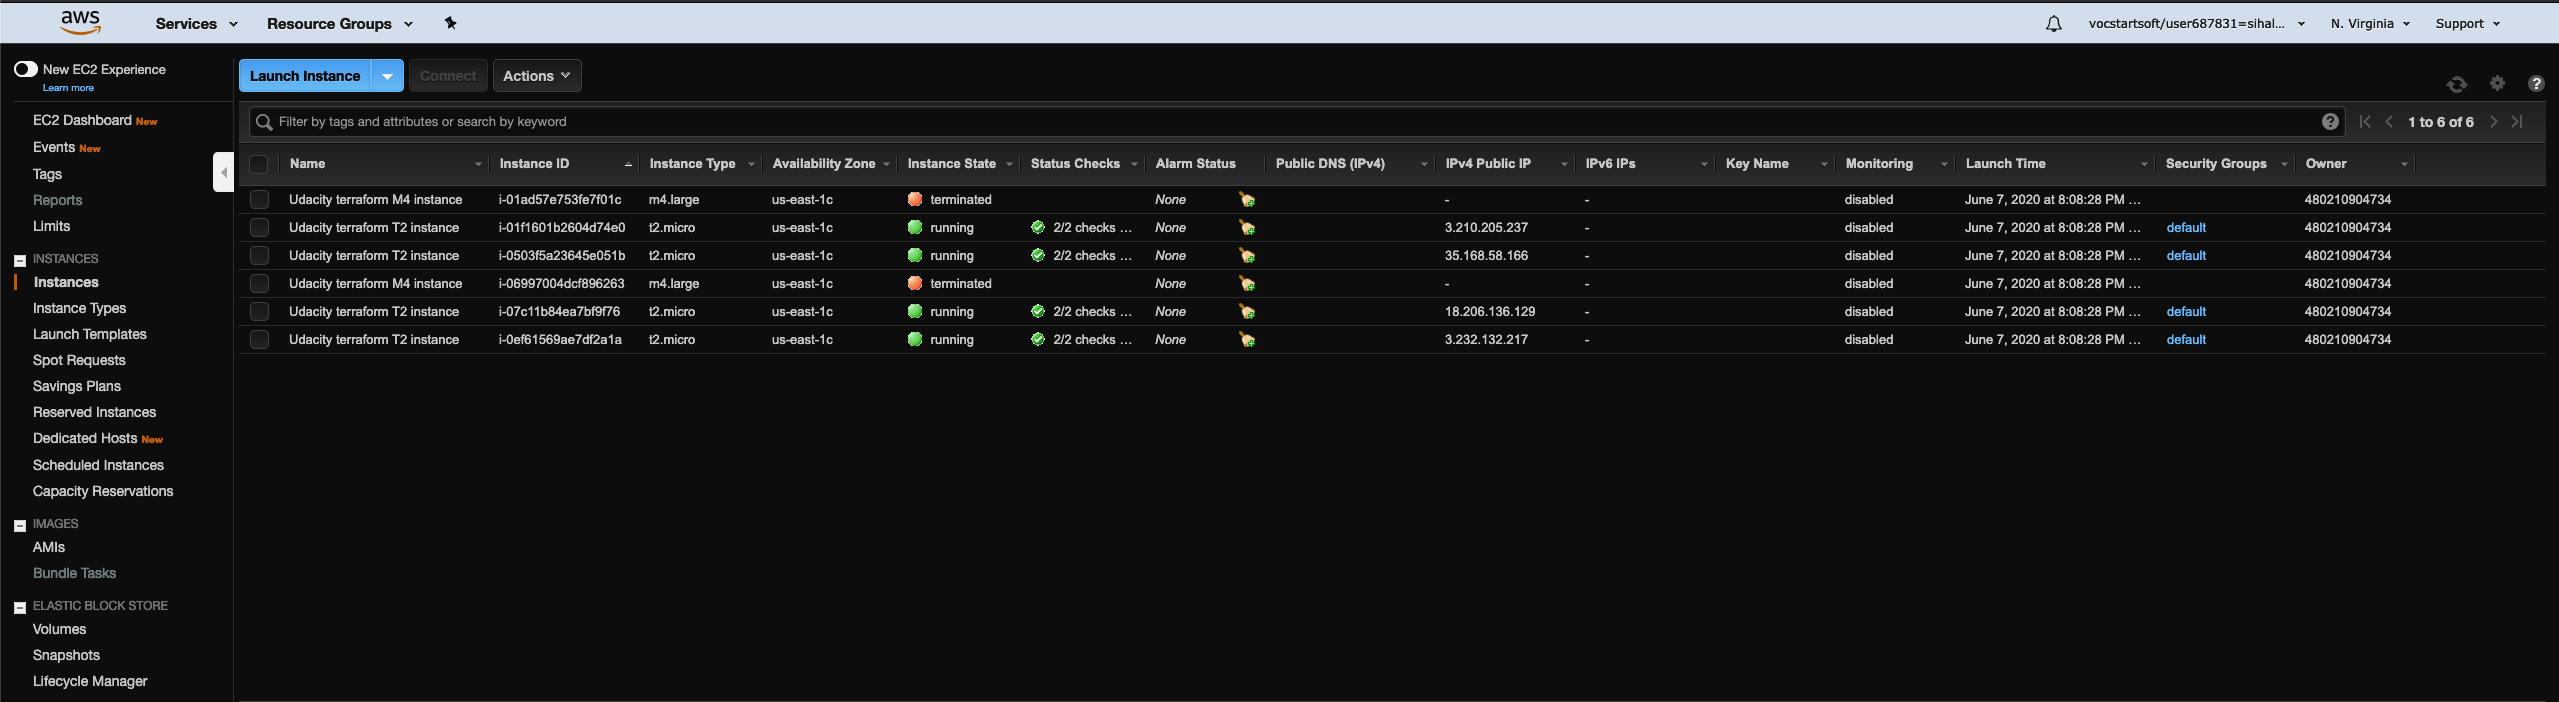 aws Services Resource Groups vocstartsoft/user687831=sihal... N. Virginia Support
New EC2 Experience
Learn more
EC2 Dashboard New
Events New
Tags
Reports
Limits
INSTANCES
Instances
Instance Types
Launch Templates
Spot Requests
Savings Plans
Reserved Instances
Dedicated Hosts New
Scheduled Instances
Capacity Reservations
IMAGES
AMIs
Bundle Tasks
ELASTIC BLOCK STORE
Volumes
Snapshots
Lifecycle Manager
Launch Instance Connect Actions
Filter by tags and attributes or search by keyword 1 to 6 of 6
Name Instance ID Instance Type Availability Zone Instance State Status Checks Alarm Status Public DNS (IPv4) IPv4 Public IP IPv6 IPs Key Name Monitoring Launch Time Security Groups Owner
Udacity terraform M4 instance i-01ad57e753fe7f01c m4.large us-east-1c terminated None - - disabled June 7, 2020 at 8:08:28 PM ... 480210904734
Udacity terraform T2 instance i-01f1601b2604d74e0 t2.micro us-east-1c running 2/2 checks ... None 3.210.205.237 - disabled June 7, 2020 at 8:08:28 PM ... default 480210904734
Udacity terraform T2 instance i-0503f5a23645e051b t2.micro us-east-1c running 2/2 checks ... None 35.168.58.166 - disabled June 7, 2020 at 8:08:28 PM ... default 480210904734
Udacity terraform M4 instance i-06997004dcf896263 m4.large us-east-1c terminated None - - disabled June 7, 2020 at 8:08:28 PM ... 480210904734
Udacity terraform T2 instance i-07c11b84ea7bf9f76 t2.micro us-east-1c running 2/2 checks ... None 18.206.136.129 - disabled June 7, 2020 at 8:08:28 PM ... default 480210904734
Udacity terraform T2 instance i-0ef61569ae7df2a1a t2.micro us-east-1c running 2/2 checks ... None 3.232.132.217 - disabled June 7, 2020 at 8:08:28 PM ... default 480210904734